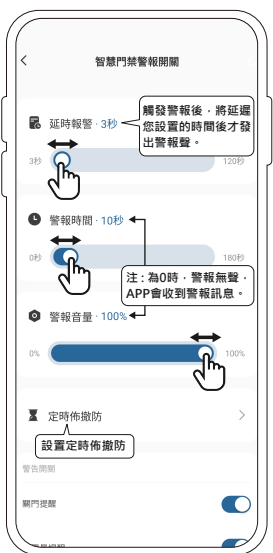 智慧門禁警報開關
延時報警 · 3秒
觸發警報後，將延遲
您設置的時間後才發
出警報聲。
3秒
120秒
警報時間 · 10秒
0秒
180秒
注 : 為0時，警報無聲，
APP會收到警報訊息。
警報音量 · 100%
0%
100%
定時佈撤防
設置定時佈撤防
警告開關
關門提醒